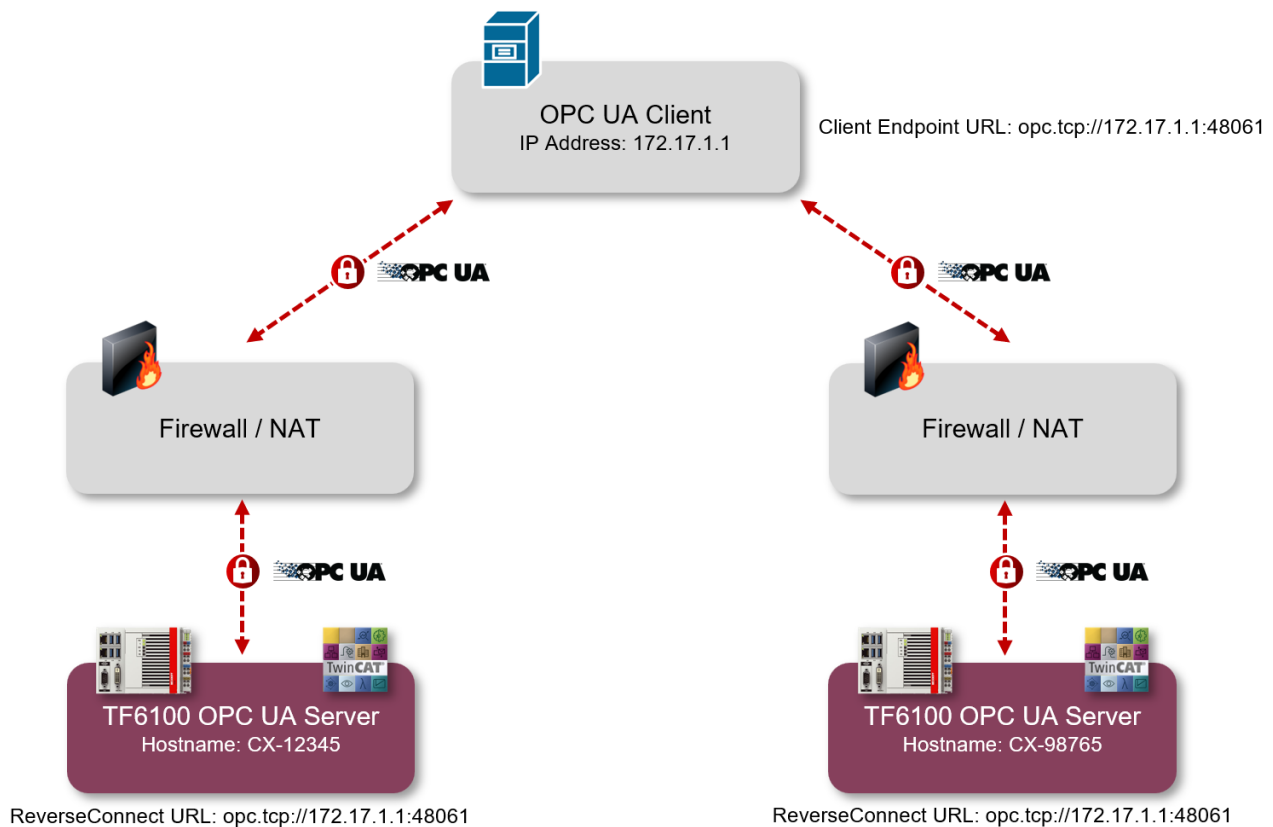 OPC UA Client
IP Address: 172.17.1.1
Client Endpoint URL: opc.tcp://172.17.1.1:48061
OPC UA
OPC UA
Firewall / NAT
Firewall / NAT
OPC UA
OPC UA
TwinCAT
TwinCAT
TF6100 OPC UA Server
Hostname: CX-12345
TF6100 OPC UA Server
Hostname: CX-98765
ReverseConnect URL: opc.tcp://172.17.1.1:48061
ReverseConnect URL: opc.tcp://172.17.1.1:48061